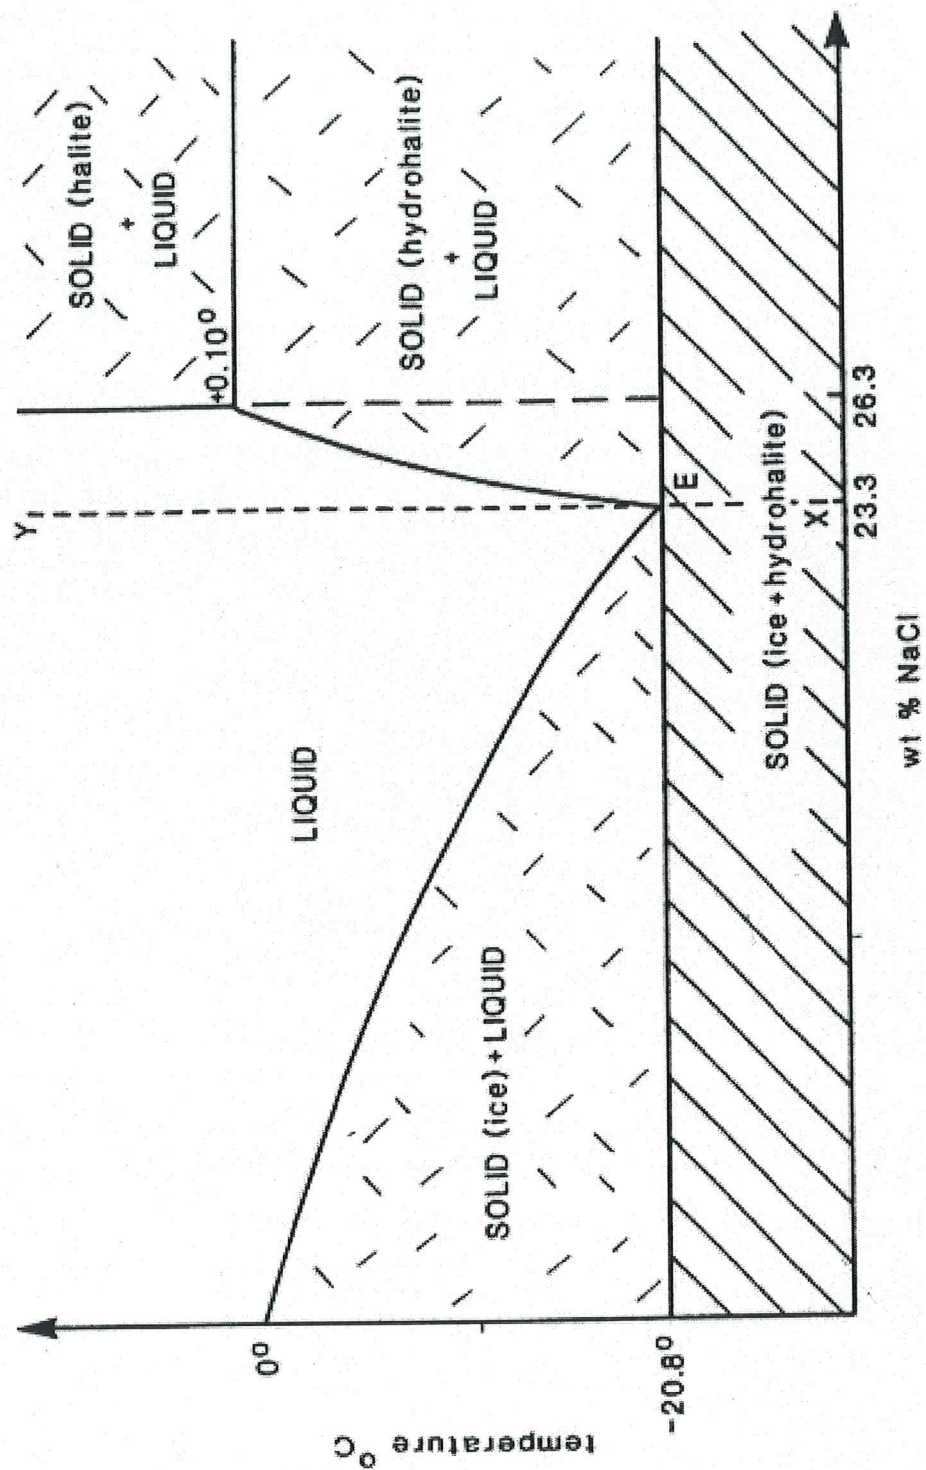 Y
SOLID (halite)
+
LIQUID
+0.10°
LIQUID
SOLID (hydrohalite)
+
LIQUID
SOLID (ice) + LIQUID
E
SOLID (ice + hydrohalite)
X
0°
-20.8°
temperature °C
23.3
26.3
wt % NaCl